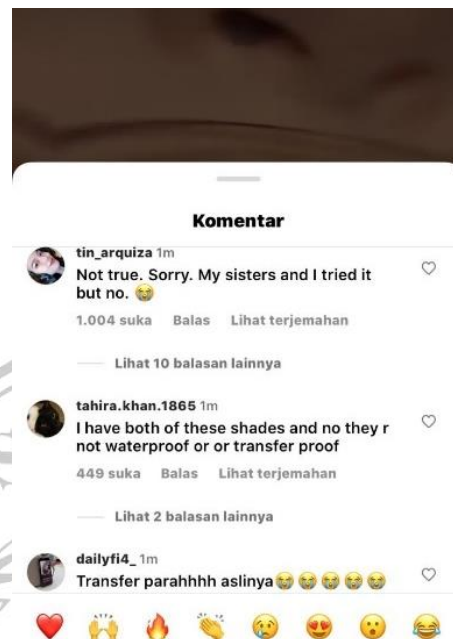 Komentar
tin_arquiza 1m
Not true. Sorry. My sisters and I tried it
but no. 😭
1.004 suka Balas Lihat terjemahan
Lihat 10 balasan lainnya
tahira.khan.1865 1m
I have both of these shades and no they r
not waterproof or or transfer proof
449 suka Balas Lihat terjemahan
Lihat 2 balasan lainnya
dailyfi4_ 1m
Transfer parahhhh aslinya😭😭😭😭😭